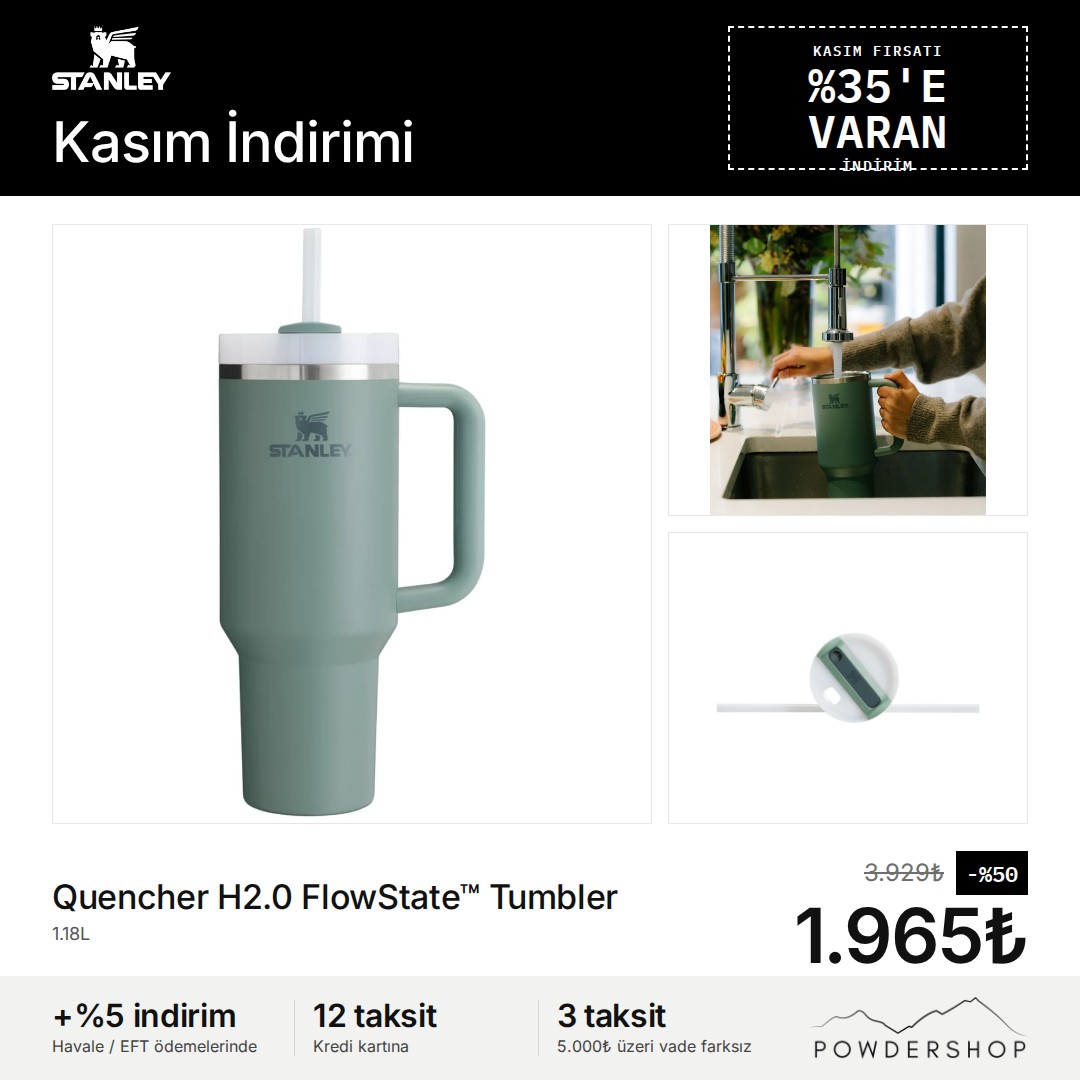 STANLEY
Kasım İndirimi
KASIM FIRSATI
%35'E
VARAN
İNDİRİM
STANLEY
Quencher H2.0 FlowState™ Tumbler
1.18L
3.929₺
-%50
1.965₺
+%5 indirim
Havale / EFT ödemelerinde
12 taksit
Kredi kartına
3 taksit
5.000₺ üzeri vade farksız
POWDERSHOP